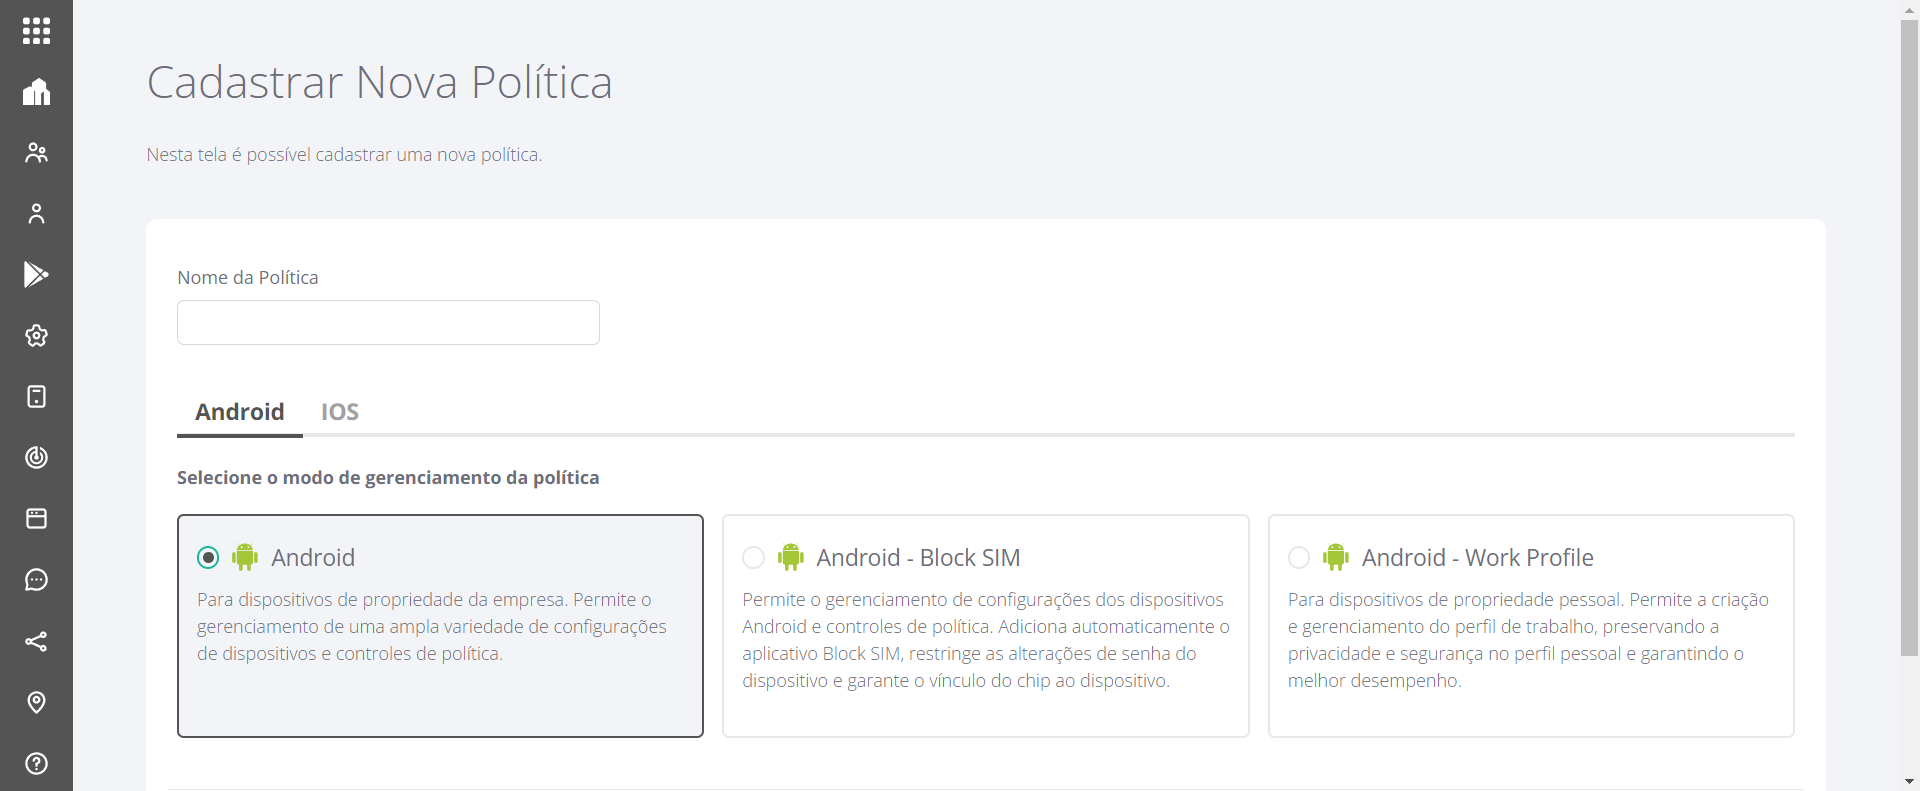 Cadastrar Nova Política
Nesta tela é possível cadastrar uma nova política.
Nome da Política
Android IOS
Selecione o modo de gerenciamento da política
Android
Para dispositivos de propriedade da empresa. Permite o
gerenciamento de uma ampla variedade de configurações
de dispositivos e controles de política.
Android - Block SIM
Permite o gerenciamento de configurações dos dispositivos
Android e controles de política. Adiciona automaticamente o
aplicativo Block SIM, restringe as alterações de senha do
dispositivo e garante o vínculo do chip ao dispositivo.
Android - Work Profile
Para dispositivos de propriedade pessoal. Permite a criação
e gerenciamento do perfil de trabalho, preservando a
privacidade e segurança no perfil pessoal e garantindo o
melhor desempenho.